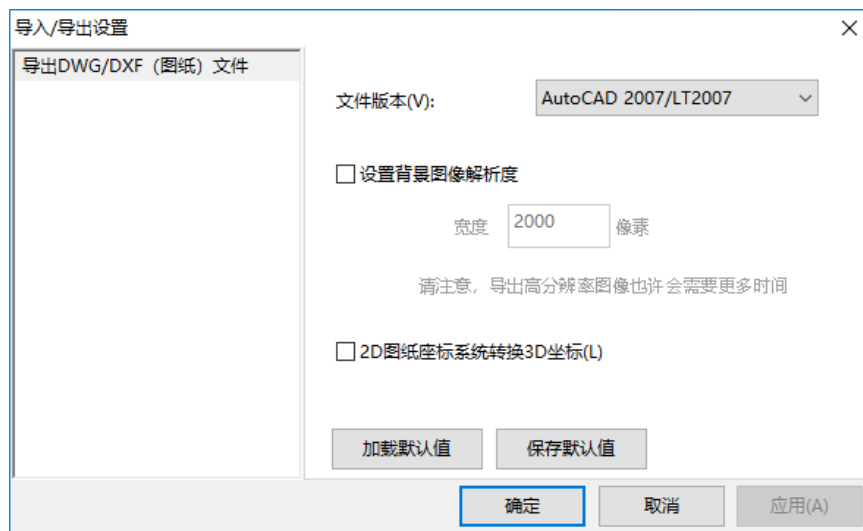 导入/导出设置
导出DWG/DXF（图纸）文件
文件版本(V):
AutoCAD 2007/LT2007
设置背景图像解析度
宽度 2000 像素
请注意，导出高分辨率图像也许会需要更多时间
2D图纸座标系统转换3D坐标(L)
加载默认值 保存默认值
确定 取消 应用(A)